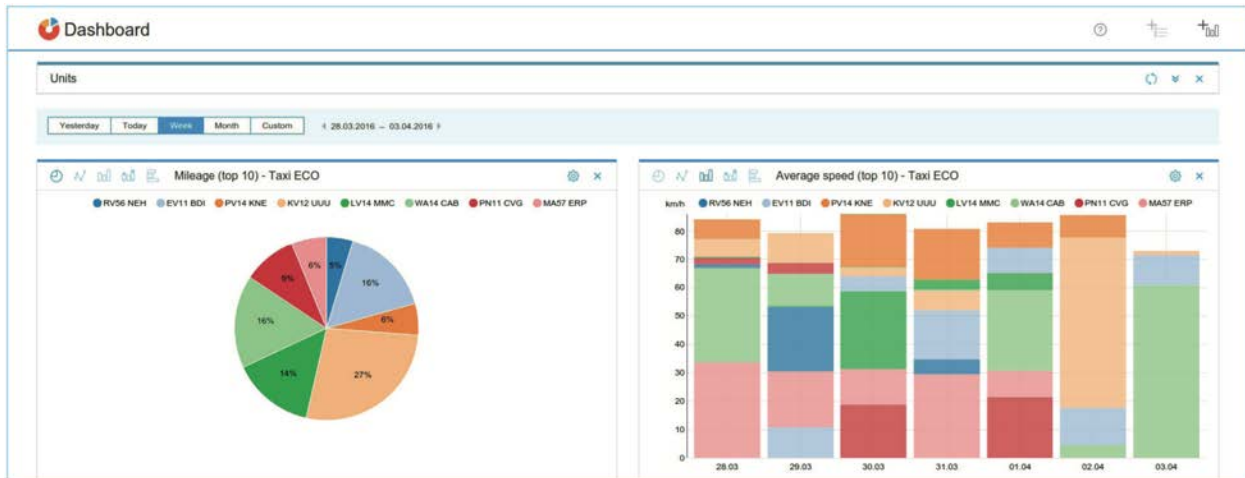 Dashboard
Units
Yesterday Today Week Month Custom 28.03.2016 – 03.04.2016
Mileage (top 10) - Taxi ECO
RV56 NEH EV11 BDI PV14 KNE KV12 UUU LV14 MMC WA14 CAB PN11 CVG MA57 ERP
5%
16%
6%
27%
14%
16%
9%
6%
Average speed (top 10) - Taxi ECO
km/h RV56 NEH EV11 BDI PV14 KNE KV12 UUU LV14 MMC WA14 CAB PN11 CVG MA57 ERP
80
70
60
50
40
30
20
10
0
28.03 29.03 30.03 31.03 01.04 02.04 03.04